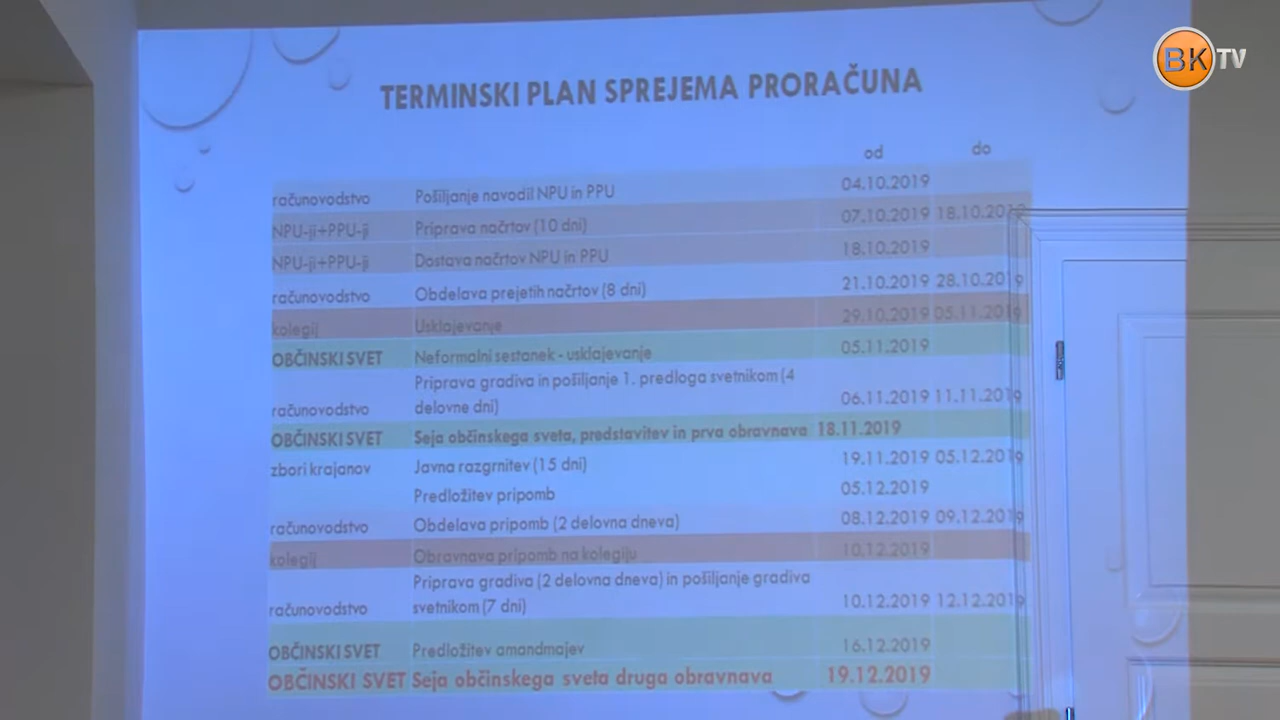 BK TV
TERMINSKI PLAN SPREJEMA PRORAČUNA
od do
računovodstvo Pošiljanje navodil NPU in PPU 04.10.2019
NPU-ji+PPU-ji Priprava načrtov (10 dni) 07.10.2019 18.10.2019
NPU-ji+PPU-ji Dostava načrtov NPU in PPU 18.10.2019
računovodstvo Obdelava prejetih načrtov (8 dni) 21.10.2019 28.10.2019
kolegij Usklajevanje 29.10.2019 05.11.2019
OBČINSKI SVET Neformalni sestanek - usklajevanje 05.11.2019
Priprava gradiva in pošiljanje 1. predloga svetnikom (4
računovodstvo delovne dni) 06.11.2019 11.11.2019
OBČINSKI SVET Seja občinskega sveta, predstavitev in prva obravnava 18.11.2019
zbori krajanov Javna razgrnitev (15 dni) 19.11.2019 05.12.2019
Predložitev pripomb 05.12.2019
računovodstvo Obdelava pripomb (2 delovna dneva) 08.12.2019 09.12.2019
kolegij Obravnava pripomb na kolegiju 10.12.2019
Priprava gradiva (2 delovna dneva) in pošiljanje gradiva
računovodstvo svetnikom (7 dni) 10.12.2019 12.12.2019
OBČINSKI SVET Predložitev amandmajev 16.12.2019
OBČINSKI SVET Seja občinskega sveta druga obravnava 19.12.2019